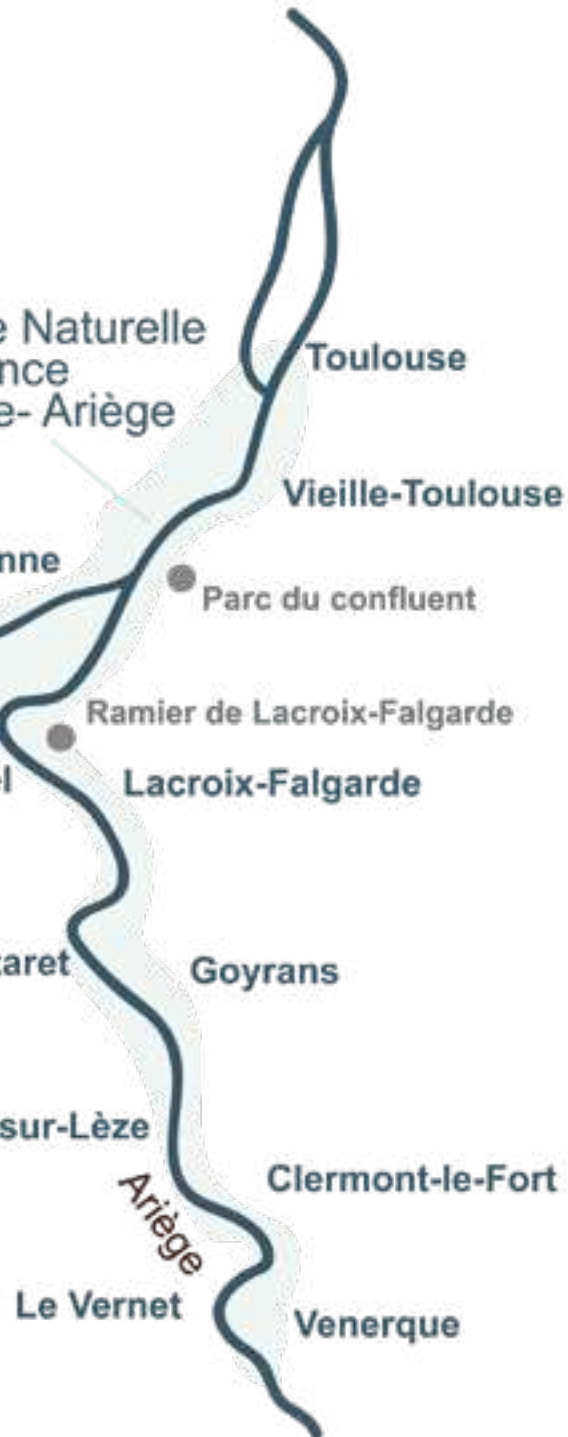 e Naturelle
nce
e- Ariège
Toulouse
Vieille-Toulouse
nne
Parc du confluent
Ramier de Lacroix-Falgarde
el
Lacroix-Falgarde
taret
Goyrans
sur-Lèze
Clermont-le-Fort
Ariège
Le Vernet
Venerque